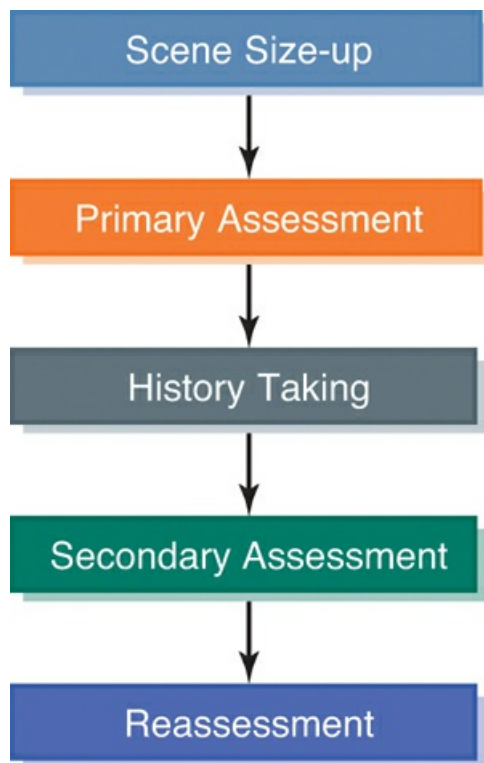 Scene Size-up
Primary Assessment
History Taking
Secondary Assessment
Reassessment